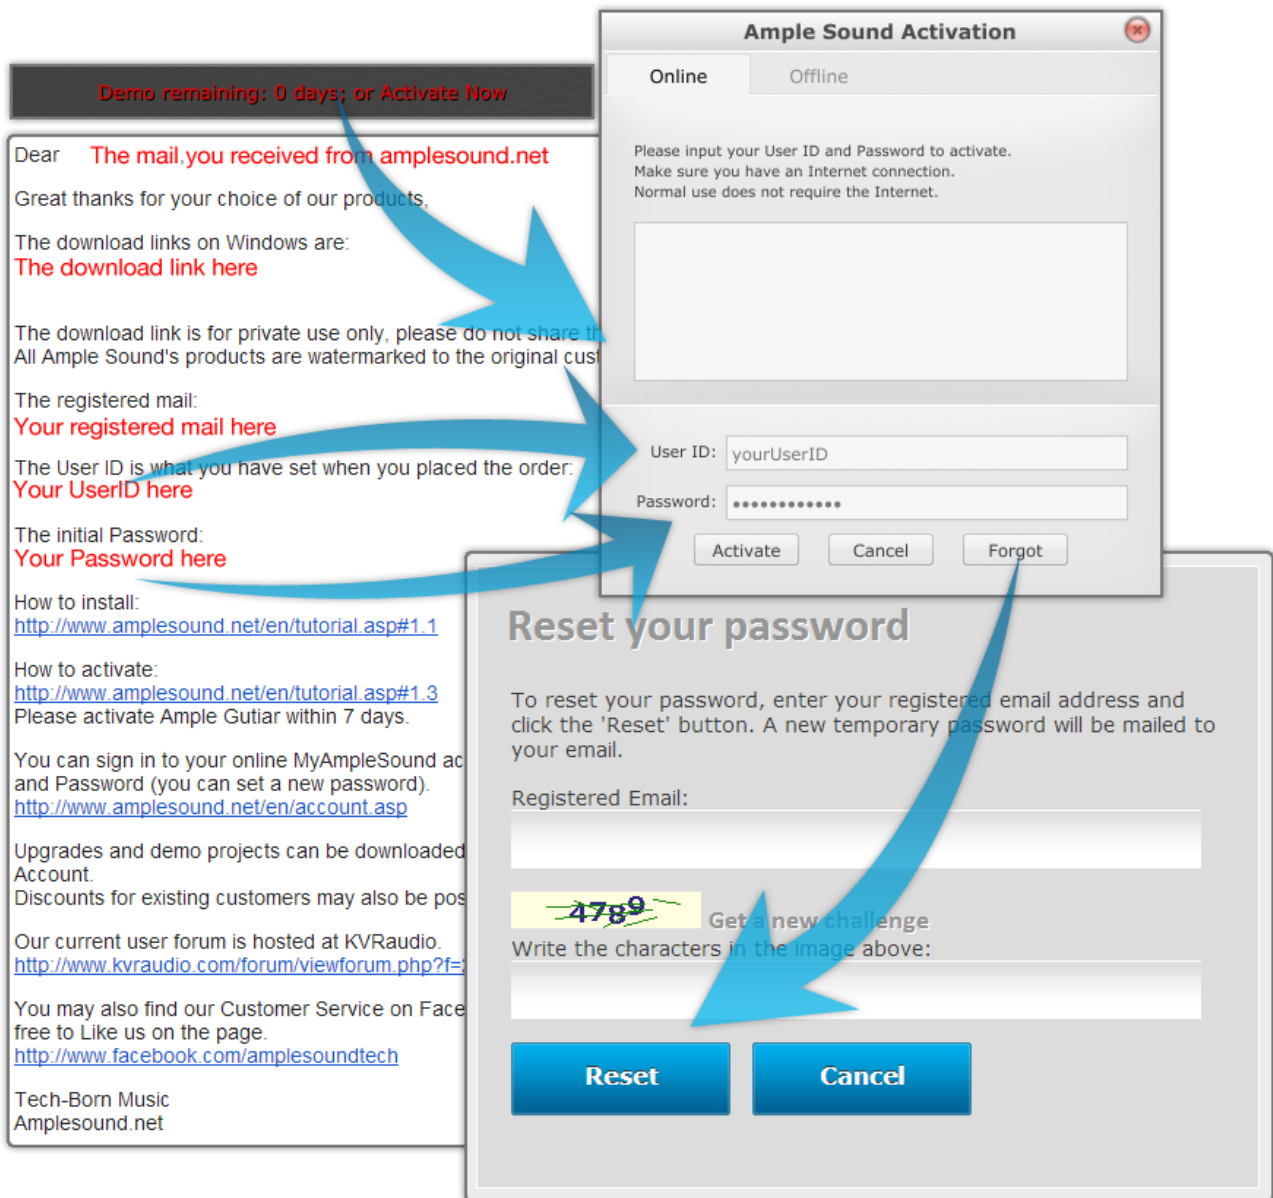 Demo remaining: 0 days; or Activate Now
Dear The mail,you received from amplesound.net
Great thanks for your choice of our products,
The download links on Windows are:
The download link here
The download link is for private use only, please do not share th
All Ample Sound's products are watermarked to the original cust
The registered mail:
Your registered mail here
The User ID is what you have set when you placed the order:
Your UserID here
The initial Password:
Your Password here
How to install:
http://www.amplesound.net/en/tutorial.asp#1.1
How to activate:
http://www.amplesound.net/en/tutorial.asp#1.3
Please activate Ample Gutiar within 7 days.
You can sign in to your online MyAmpleSound ac
and Password (you can set a new password).
http://www.amplesound.net/en/account.asp
Upgrades and demo projects can be downloaded
Account.
Discounts for existing customers may also be pos
Our current user forum is hosted at KVRaudio.
http://www.kvraudio.com/forum/viewforum.php?f=
You may also find our Customer Service on Face
free to Like us on the page.
http://www.facebook.com/amplesoundtech
Tech-Born Music
Amplesound.net
Ample Sound Activation
Online Offline
Please input your User ID and Password to activate.
Make sure you have an Internet connection.
Normal use does not require the Internet.
User ID: yourUserID
Password: ••••••••••••
Activate Cancel Forgot
Reset your password
To reset your password, enter your registered email address and
click the 'Reset' button. A new temporary password will be mailed to
your email.
Registered Email:
4789 Get a new challenge
Write the characters in the image above:
Reset Cancel